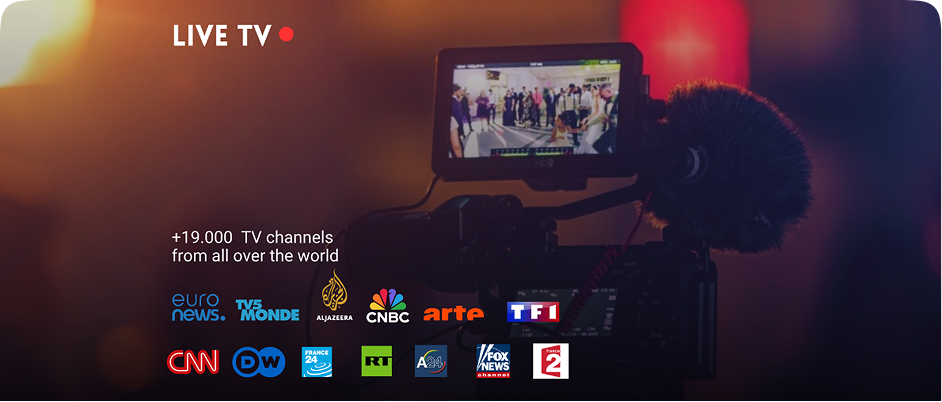 LIVE TV
+19.000 TV channels
from all over the world
euro
news.
TV5
MONDE
ALJAZEERA
CNBC
arte
TF1
CNN
DW
FRANCE
24
RT
A24
FOX
NEWS
channel
france
2